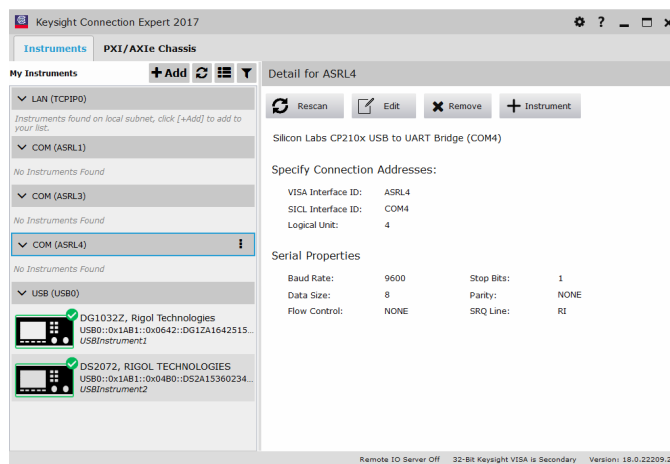 Keysight Connection Expert 2017
?
Instruments PXI/AXIe Chassis
My Instruments
+Add
Detail for ASRL4
LAN (TCPIP0)
Instruments found on local subnet, click [+Add] to add to
your list.
COM (ASRL1)
No Instruments Found
COM (ASRL3)
No Instruments Found
COM (ASRL4)
No Instruments Found
USB (USB0)
DG1032Z, Rigol Technologies
USB0::0x1AB1::0x0642::DG1ZA1642515...
USBInstrument1
DS2072, RIGOL TECHNOLOGIES
USB0::0x1AB1::0x04B0::DS2A15360234...
USBInstrument2
Rescan Edit Remove Instrument
Silicon Labs CP210x USB to UART Bridge (COM4)
Specify Connection Addresses:
VISA Interface ID: ASRL4
SICL Interface ID: COM4
Logical Unit: 4
Serial Properties
Baud Rate: 9600 Stop Bits: 1
Data Size: 8 Parity: NONE
Flow Control: NONE SRQ Line: RI
Remote IO Server Off 32-Bit Keysight VISA is Secondary Version: 18.0.22209.2